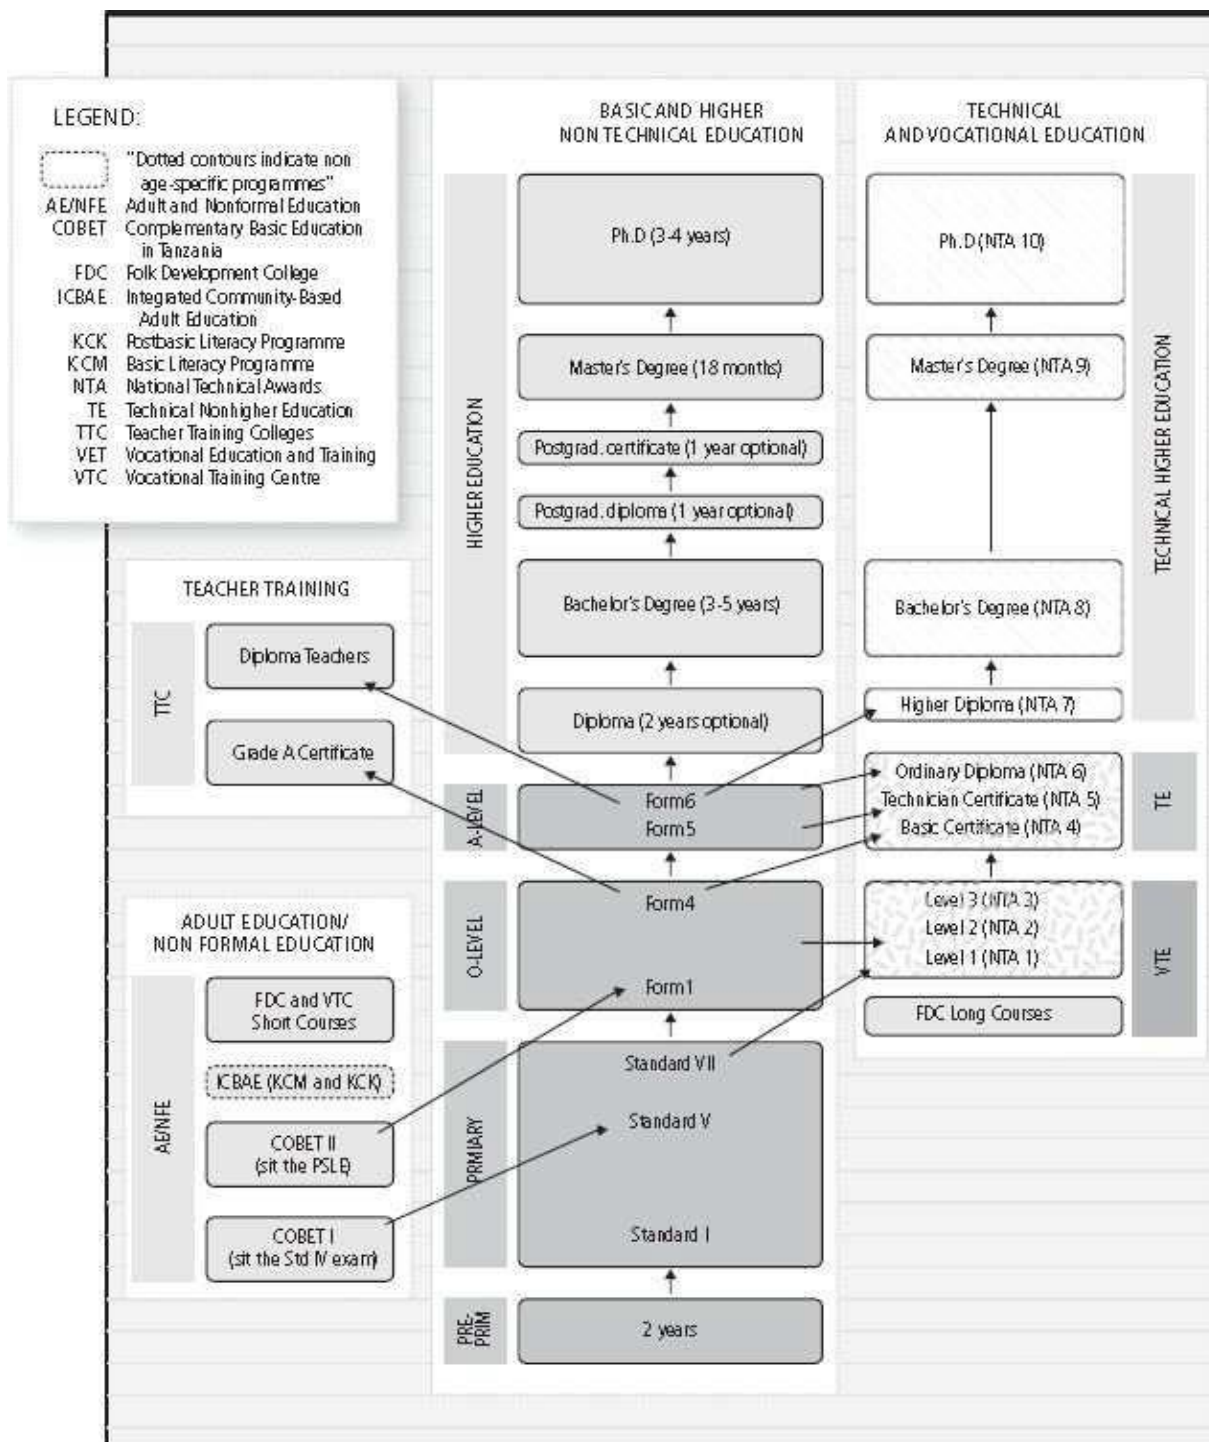 LEGEND:
"Dotted contours indicate non
age-specific programmes"
AE/NFE Adult and Nonformal Education
COBET Complementary Basic Education
in Tanzania
FDC Folk Development College
ICBAE Integrated Community-Based
Adult Education
KCK Postbasic Literacy Programme
KCM Basic Literacy Programme
NTA National Technical Awards
TE Technical Nonhigher Education
TTC Teacher Training Colleges
VET Vocational Education and Training
VTC Vocational Training Centre
TEACHER TRAINING
TTC
Diploma Teachers
Grade A Certificate
ADULT EDUCATION/
NON FORMAL EDUCATION
AE/NFE
FDC and VTC
Short Courses
ICBAE (KCM and KCK)
COBET II
(sit the PSLE)
COBET I
(sit the Std IV exam)
BASIC AND HIGHER
NON TECHNICAL EDUCATION
HIGHER EDUCATION
Ph.D (3-4 years)
Master's Degree (18 months)
Postgrad. certificate (1 year optional)
Postgrad. diploma (1 year optional)
Bachelor's Degree (3-5 years)
Diploma (2 years optional)
A-LEVEL
Form 6
Form 5
O-LEVEL
Form 4
Form 1
PRMIARY
Standard VII
Standard V
Standard I
PRE-
PRIM
2 years
TECHNICAL
AND VOCATIONAL EDUCATION
TECHNICAL HIGHER EDUCATION
Ph.D (NTA 10)
Master's Degree (NTA 9)
Bachelor's Degree (NTA 8)
Higher Diploma (NTA 7)
TE
Ordinary Diploma (NTA 6)
Technician Certificate (NTA 5)
Basic Certificate (NTA 4)
VTE
Level 3 (NTA 3)
Level 2 (NTA 2)
Level 1 (NTA 1)
FDC Long Courses